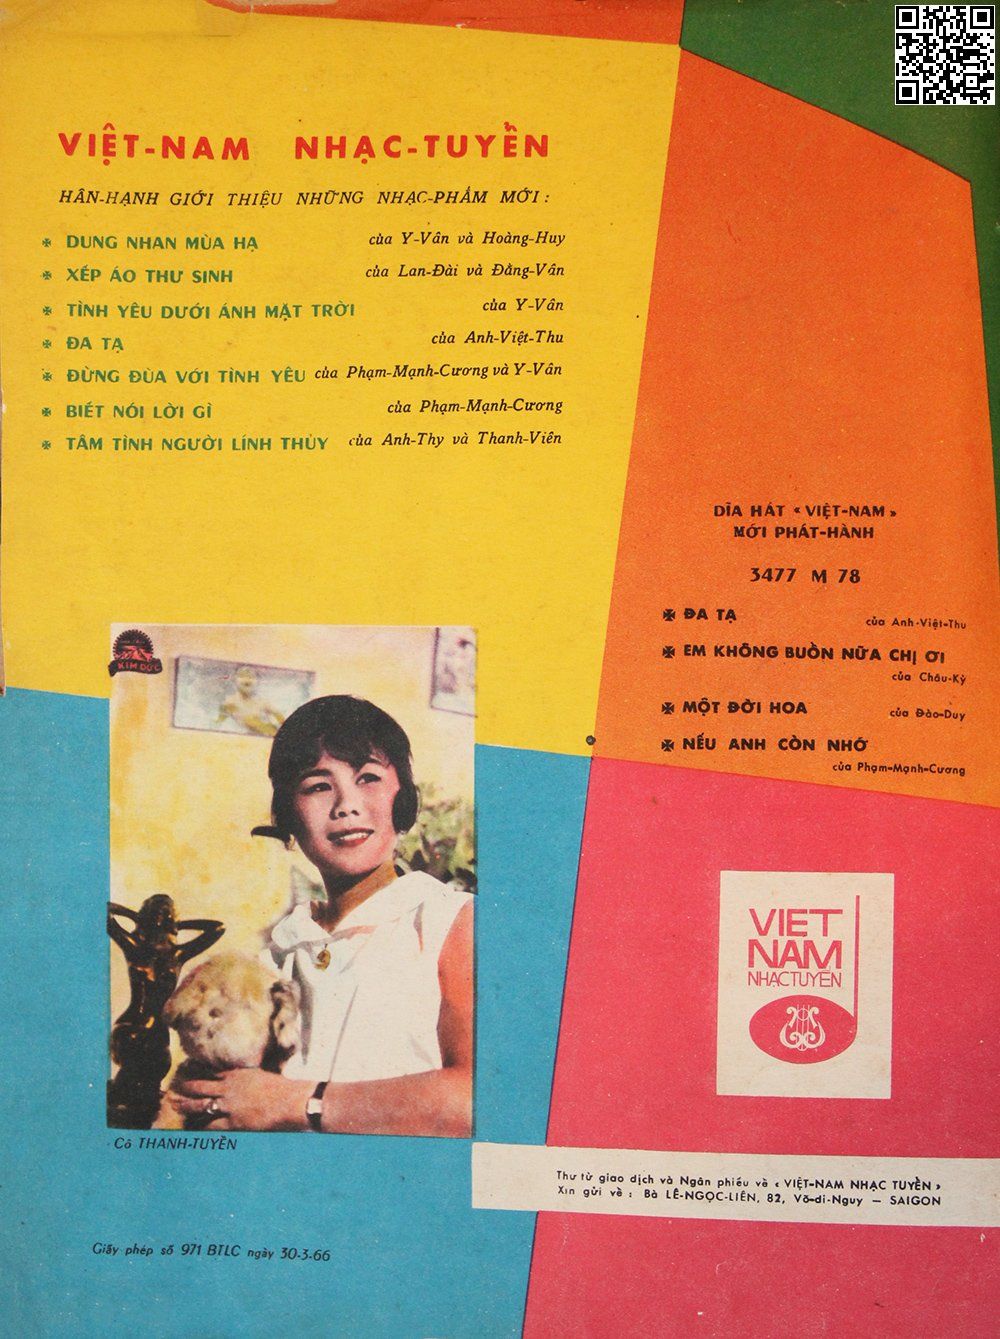 VIỆT-NAM NHẠC-TUYỂN
HÂN-HẠNH GIỚI THIỆU NHỮNG NHẠC-PHẨM MỚI :
DUNG NHAN MÙA HẠ của Y-Vân và Hoàng-Huy
XẾP ÁO THƯ SINH của Lan-Đài và Đằng-Vân
TÌNH YÊU DƯỚI ÁNH MẶT TRỜI của Y-Vân
ĐA TẠ của Anh-Việt-Thu
ĐỪNG ĐÙA VỚI TÌNH YÊU của Phạm-Mạnh-Cương và Y-Vân
BIẾT NÓI LỜI GÌ của Phạm-Mạnh-Cương
TÂM TÌNH NGƯỜI LÍNH THỦY của Anh-Thy và Thanh-Viên
DĨA HÁT « VIỆT-NAM »
MỚI PHÁT-HÀNH
3477 M 78
ĐA TẠ của Anh-Việt-Thu
EM KHÔNG BUỒN NỮA CHỊ ƠI
của Châu-Kỳ
MỘT ĐỜI HOA của Đào-Duy
NẾU ANH CÒN NHỚ
của Phạm-Mạnh-Cương
KIM ĐỨC
VIỆT
NAM
NHẠC TUYỂN
Cô THANH-TUYỀN
Thư từ giao dịch và Ngân phiếu về « VIỆT-NAM NHẠC TUYỂN »
Xin gửi về : Bà LÊ-NGỌC-LIÊN, 82, Võ-di-Nguy — SAIGON
Giấy phép số 971 BTLC ngày 30-3-66